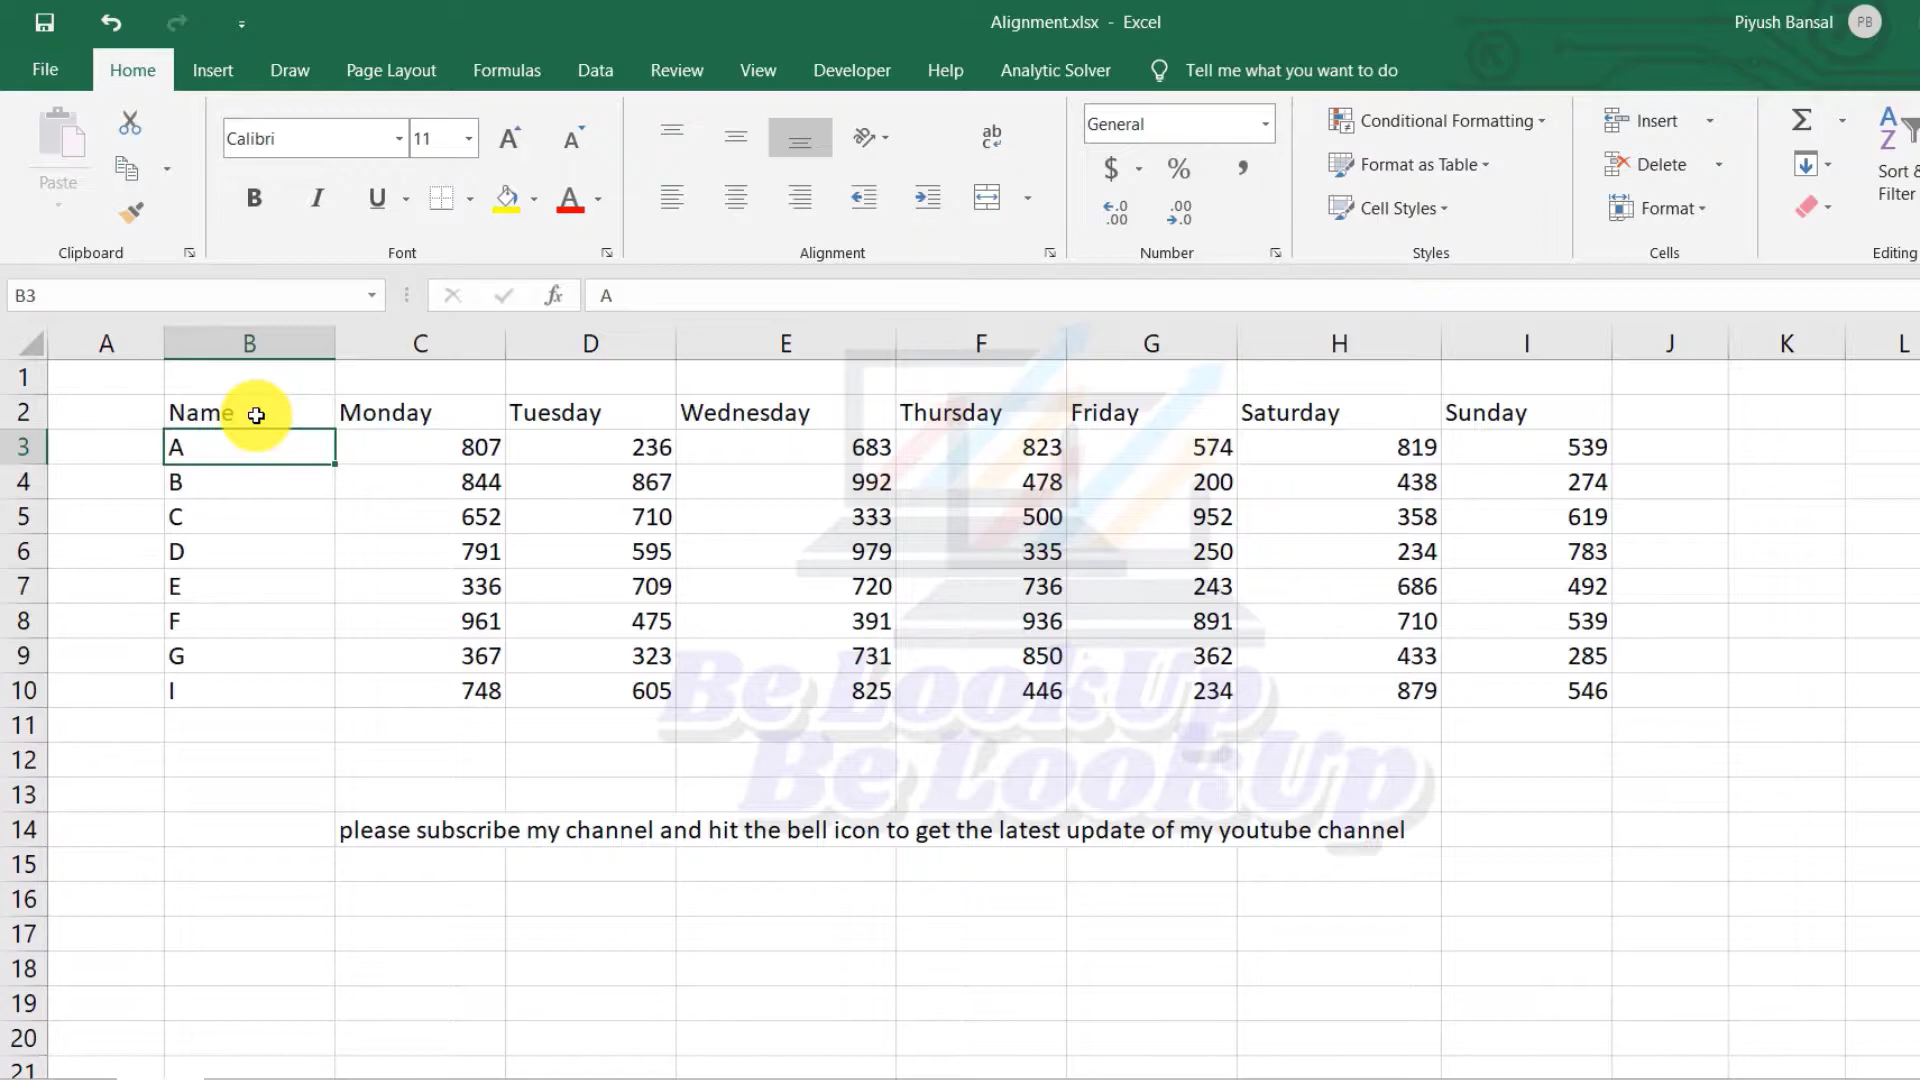 Alignment.xlsx - Excel
Piyush Bansal PB
File Home Insert Draw Page Layout Formulas Data Review View Developer Help Analytic Solver Tell me what you want to do
Paste
Calibri 11
General
Conditional Formatting
Format as Table
Cell Styles
Insert
Delete
Format
Sort &
Filter
Clipboard Font Alignment Number Styles Cells Editing
B3 fx A
A B C D E F G H I J K L
1
2 Name Monday Tuesday Wednesday Thursday Friday Saturday Sunday
3 A 807 236 683 823 574 819 539
4 B 844 867 992 478 200 438 274
5 C 652 710 333 500 952 358 619
6 D 791 595 979 335 250 234 783
7 E 336 709 720 736 243 686 492
8 F 961 475 391 936 891 710 539
9 G 367 323 731 850 362 433 285
10 I 748 605 825 446 234 879 546
Be LookUp
11
12
Be LookUp
13
14 please subscribe my channel and hit the bell icon to get the latest update of my youtube channel
15
16
17
18
19
20
21